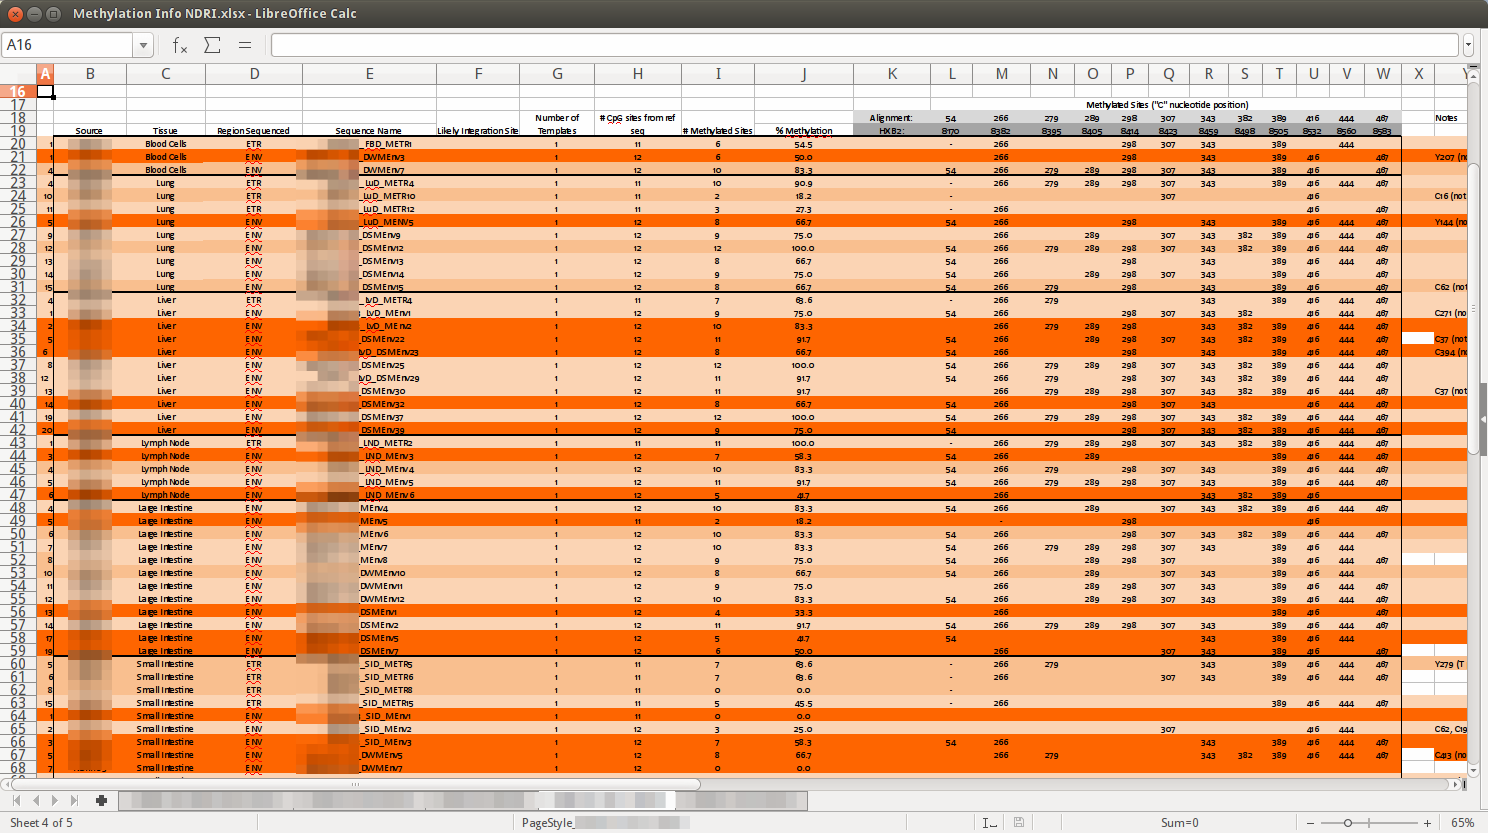 Methylation Info NDRI.xlsx - LibreOffice Calc
A16
A B C D E F G H I J K L M N O P Q R S T U V W X Y
16
17 Methylated Sites ("C" nucleotide position)
18 Number of # CpG sites from ref Alignment: 54 266 279 289 298 307 343 382 389 416 444 467 Notes
19 Source Tissue Region Sequenced Sequence Name Likely Integration Site Templates seq # Methylated Sites % Methylation HXB2: 8170 8382 8395 8405 8414 8423 8459 8498 8505 8532 8560 8583
20 1 Blood Cells ETR _FBD_METR1 1 11 6 54.5 - 266 298 307 343 389 444
21 1 Blood Cells ENV _DWMEnv3 1 12 6 50.0 266 298 343 389 416 467 Y207 (no
22 4 Blood Cells ENV DWMEnv7 1 12 10 83.3 54 266 279 289 298 307 343 389 416 467
23 4 Lung ETR _LuD_METR4 1 11 10 90.9 - 266 279 289 298 307 343 389 416 444 467
24 10 Lung ETR _LuD_METR10 1 11 2 18.2 - 307 416 C16 (not
25 11 Lung ETR _LuD_METR12 1 11 3 27.3 - 266 416 467
26 5 Lung ENV _LuD_MENV5 1 12 8 66.7 298 343 389 416 444 467 Y144 (no
27 9 Lung ENV _DSMEnv9 1 12 9 75.0 54 266 289 307 343 382 389 416 467
28 12 Lung ENV _DSMEnv12 1 12 12 100.0 54 266 279 289 298 307 343 382 389 416 444 467
29 13 Lung ENV _DSMEnv13 1 12 8 66.7 54 266 298 343 389 416 444 467
30 14 Lung ENV _DSMEnv14 1 12 9 75.0 54 266 289 298 307 343 389 416 467
31 15 Lung ENV DSMEnv15 1 12 8 66.7 54 266 298 343 389 416 467 C62 (not
32 4 Liver ETR _LvD_METR4 1 11 7 63.6 - 266 279 343 389 416 444 467
33 1 Liver ENV _LvD_MEnv1 1 12 9 75.0 54 266 298 307 343 382 416 444 467 C271 (no
34 2 Liver ENV _LvD_MEnv2 1 12 10 83.3 266 279 289 298 343 382 389 416 444 467
35 5 Liver ENV _DSMEnv22 1 12 11 91.7 54 266 279 289 298 343 382 389 416 444 467 C37 (not
36 6 Liver ENV LvD_DSMEnv23 1 12 8 66.7 54 266 298 343 389 416 444 467 C394 (no
37 8 Liver ENV DSMEnv25 1 12 12 100.0 54 266 279 289 298 307 343 382 389 416 444 467
38 12 Liver ENV LvD_DSMEnv29 1 12 11 91.7 54 266 279 298 307 343 382 389 416 444 467
39 13 Liver ENV _DSMEnv30 1 12 11 91.7 266 279 289 298 307 343 382 389 416 444 467 C37 (not
40 14 Liver ENV DSMEnv32 1 12 8 66.7 54 266 298 307 343 389 416 467
41 19 Liver ENV _DSMEnv37 1 12 12 100.0 54 266 279 289 298 307 343 382 389 416 444 467
42 20 Liver ENV DSMEnv39 1 12 9 75.0 54 298 307 343 382 389 416 444 467
43 1 Lymph Node ETR _LND_METR2 1 11 11 100.0 - 266 279 289 298 307 343 382 389 416 444 467
44 3 Lymph Node ENV _LND_MEnv3 1 12 7 58.3 54 266 289 389 416 444 467
45 4 Lymph Node ENV _LND_MEnv4 1 12 10 83.3 54 266 279 289 298 307 343 389 416 444 467
46 5 Lymph Node ENV _LND_MEnv5 1 12 11 91.7 54 266 279 289 298 307 343 389 416 444 467
47 6 Lymph Node ENV LND_MEnv6 1 12 5 41.7 266 343 382 389 416
48 4 Large Intestine ENV MEnv4 1 12 10 83.3 54 266 289 307 343 382 389 416 444 467
49 5 Large Intestine ENV MEnv5 1 11 2 18.2 - 298 416
50 6 Large Intestine ENV MEnv6 1 12 10 83.3 266 298 307 343 382 389 416 444 467
51 7 Large Intestine ENV MEnv7 1 12 10 83.3 54 266 279 289 298 307 343 389 416 444
52 8 Large Intestine ENV MEnv8 1 12 9 75.0 54 266 298 307 343 389 416 444 467
53 10 Large Intestine ENV _DWMEnv10 1 12 8 66.7 54 266 289 307 343 389 416 444
54 11 Large Intestine ENV DWMEnv11 1 12 9 75.0 266 289 298 307 343 389 416 444 467
55 12 Large Intestine ENV _DWMEnv12 1 12 10 83.3 54 266 289 298 307 343 389 416 444 467
56 13 Large Intestine ENV DSMEnv1 1 12 4 33.3 266 389 416 467
57 14 Large Intestine ENV DSMEnv2 1 12 11 91.7 54 266 279 289 298 307 343 389 416 444 467
58 17 Large Intestine ENV DSMEnv5 1 12 5 41.7 54 343 389 416 444
59 19 Large Intestine ENV DSMEnv7 1 12 6 50.0 266 307 343 389 416 467
60 5 Small Intestine ETR _SID_METR5 1 11 7 63.6 - 266 279 343 389 416 444 467 Y279 (T
61 6 Small Intestine ETR _SID_METR6 1 11 7 63.6 - 266 307 343 389 416 444 467
62 8 Small Intestine ETR _SID_METR8 1 11 0 0.0 -
63 15 Small Intestine ETR _SID_METR15 1 11 5 45.5 - 266 389 416 444 467
64 1 Small Intestine ENV _SID_MEnv1 1 11 0 0.0
65 2 Small Intestine ENV _SID_MEnv2 1 12 3 25.0 307 416 444 C62, C19
66 3 Small Intestine ENV _SID_MEnv3 1 12 7 58.3 54 266 343 389 416 444 467
67 5 Small Intestine ENV _DWMEnv5 1 12 8 66.7 266 279 343 382 389 416 444 467 C413 (no
68 7 Small Intestine ENV _DWMEnv7 1 12 0 0.0
Sheet 4 of 5 PageStyle_ Sum=0 65%